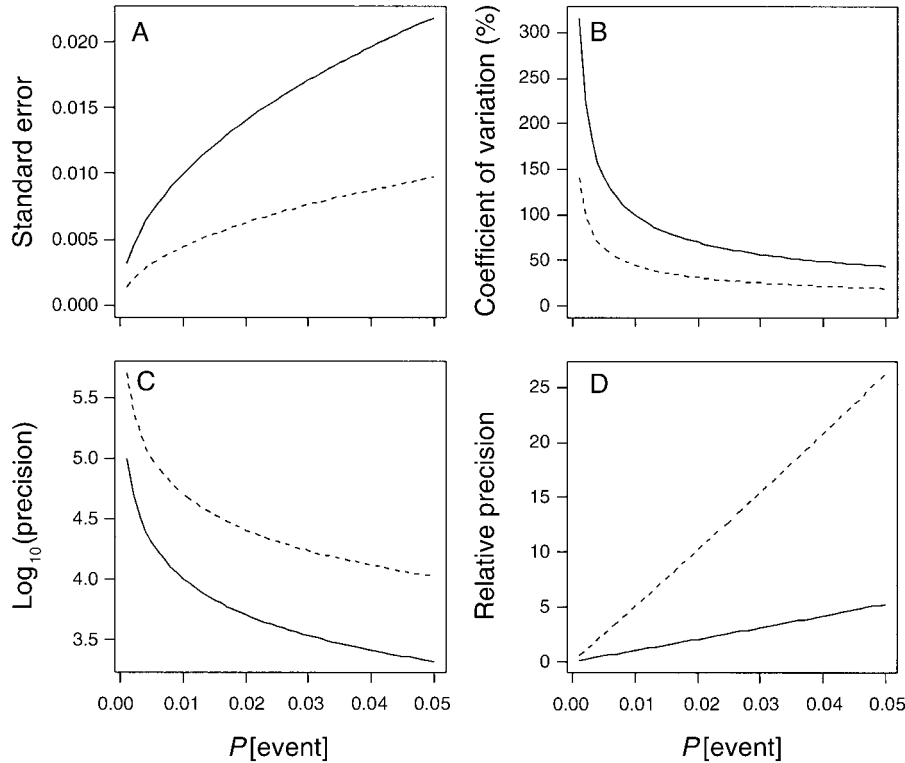 A
Standard error
0.020
0.015
0.010
0.005
0.000
B
Coefficient of variation (%)
300
250
200
150
100
50
0
C
Log10(precision)
5.5
5.0
4.5
4.0
3.5
0.00 0.01 0.02 0.03 0.04 0.05
P[event]
D
Relative precision
25
20
15
10
5
0
0.00 0.01 0.02 0.03 0.04 0.05
P[event]